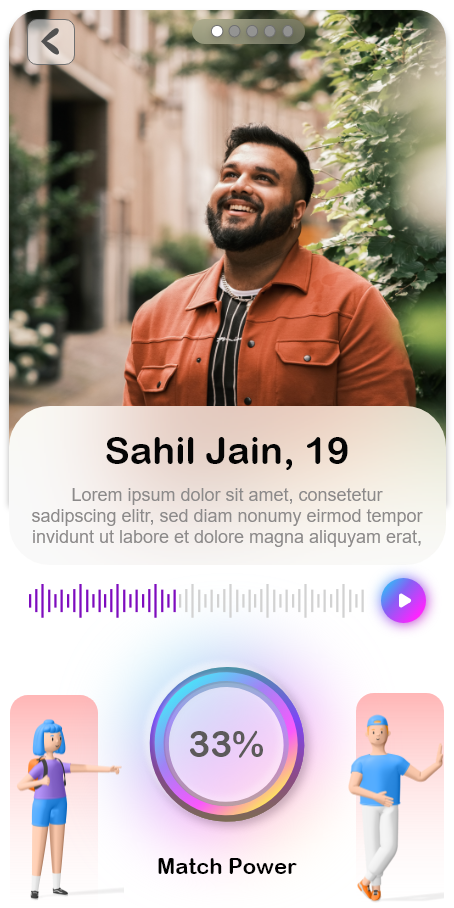 Sahil Jain, 19
Lorem ipsum dolor sit amet, consetetur
sadipscing elitr, sed diam nonumy eirmod tempor
invidunt ut labore et dolore magna aliquyam erat,
33%
Match Power